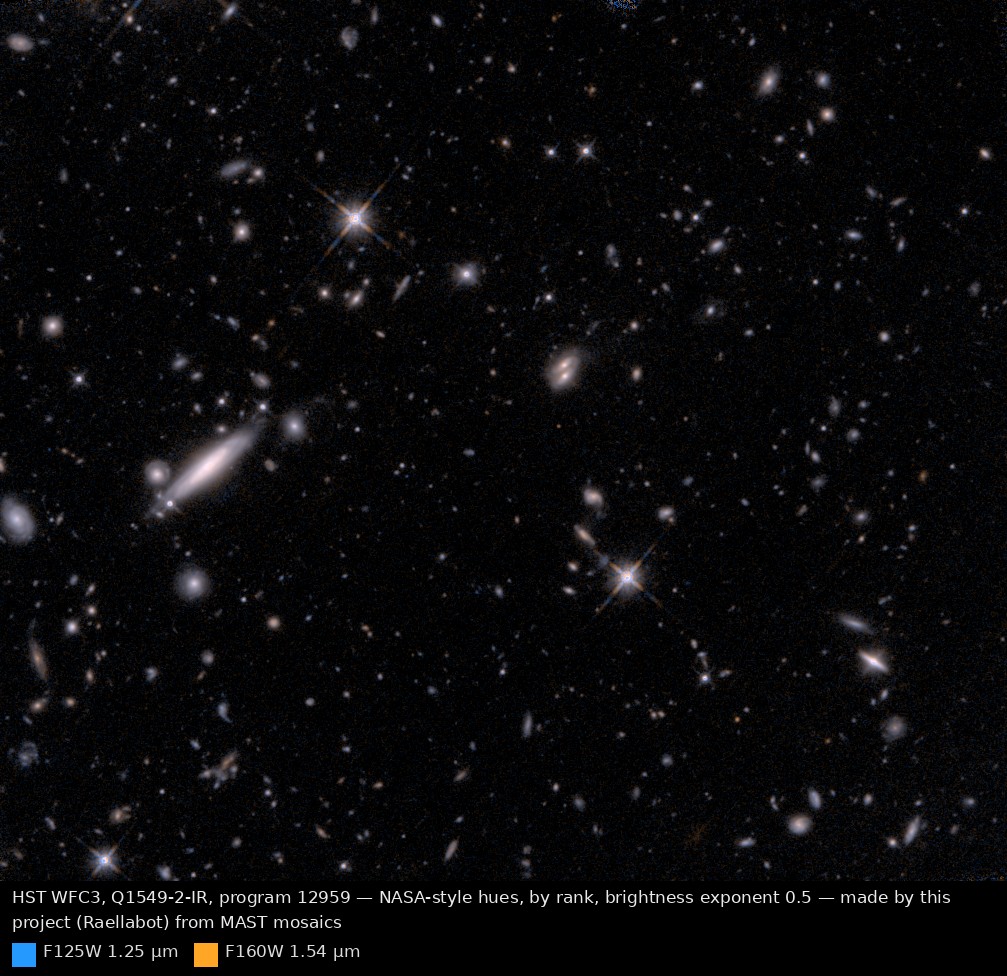 HST WFC3, Q1549-2-IR, program 12959 — NASA-style hues, by rank, brightness exponent 0.5 — made by this
project (Raellabot) from MAST mosaics
F125W 1.25 µm F160W 1.54 µm